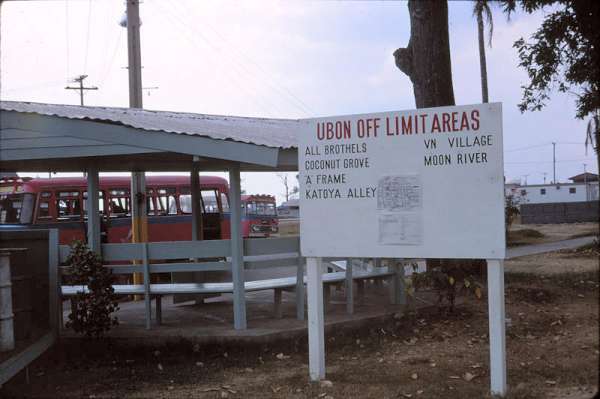 UBON OFF LIMIT AREAS
ALL BROTHELS
COCONUT GROVE
'A FRAME
KATOYA ALLEY
VN VILLAGE
MOON RIVER